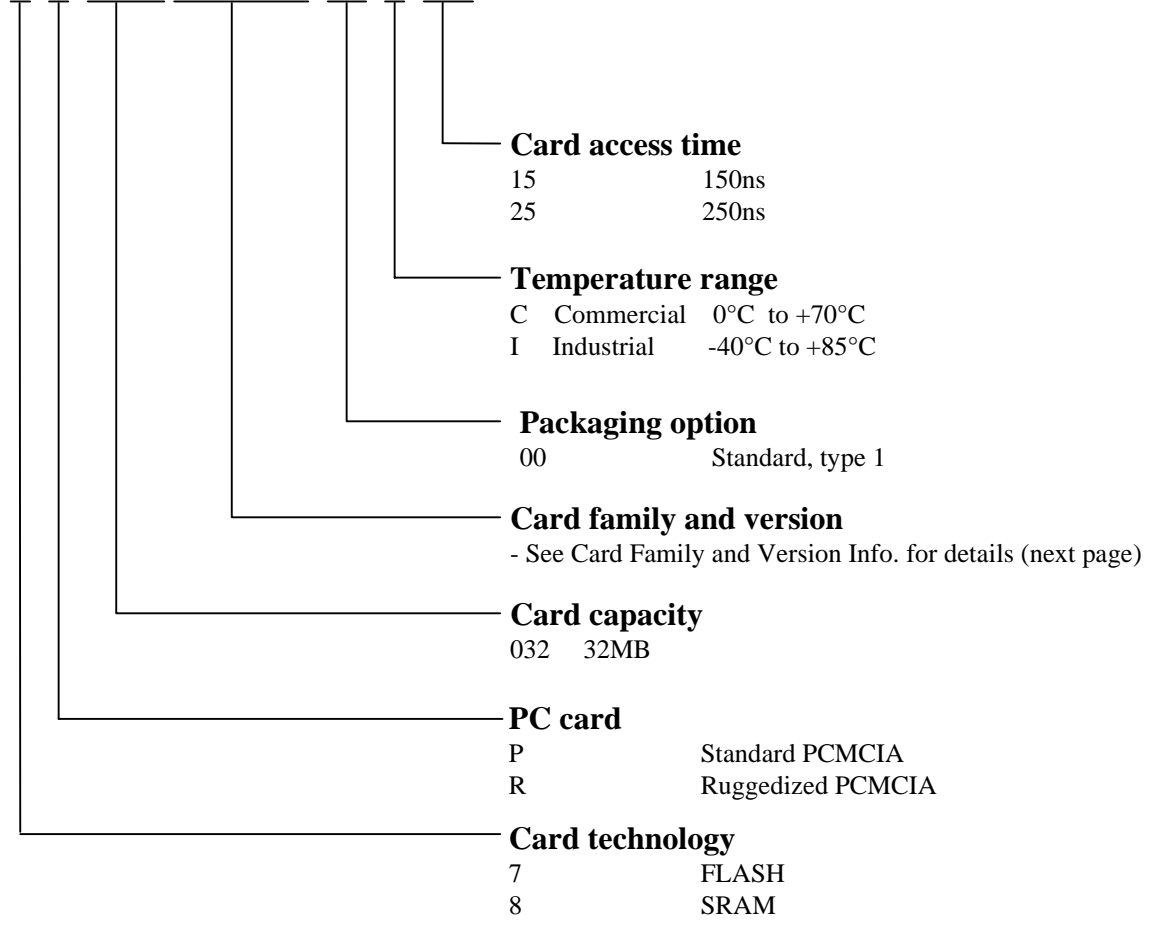 Card access time
15 150ns
25 250ns
Temperature range
C Commercial 0°C to +70°C
I Industrial -40°C to +85°C
Packaging option
00 Standard, type 1
Card family and version
- See Card Family and Version Info. for details (next page)
Card capacity
032 32MB
PC card
P Standard PCMCIA
R Ruggedized PCMCIA
Card technology
7 FLASH
8 SRAM